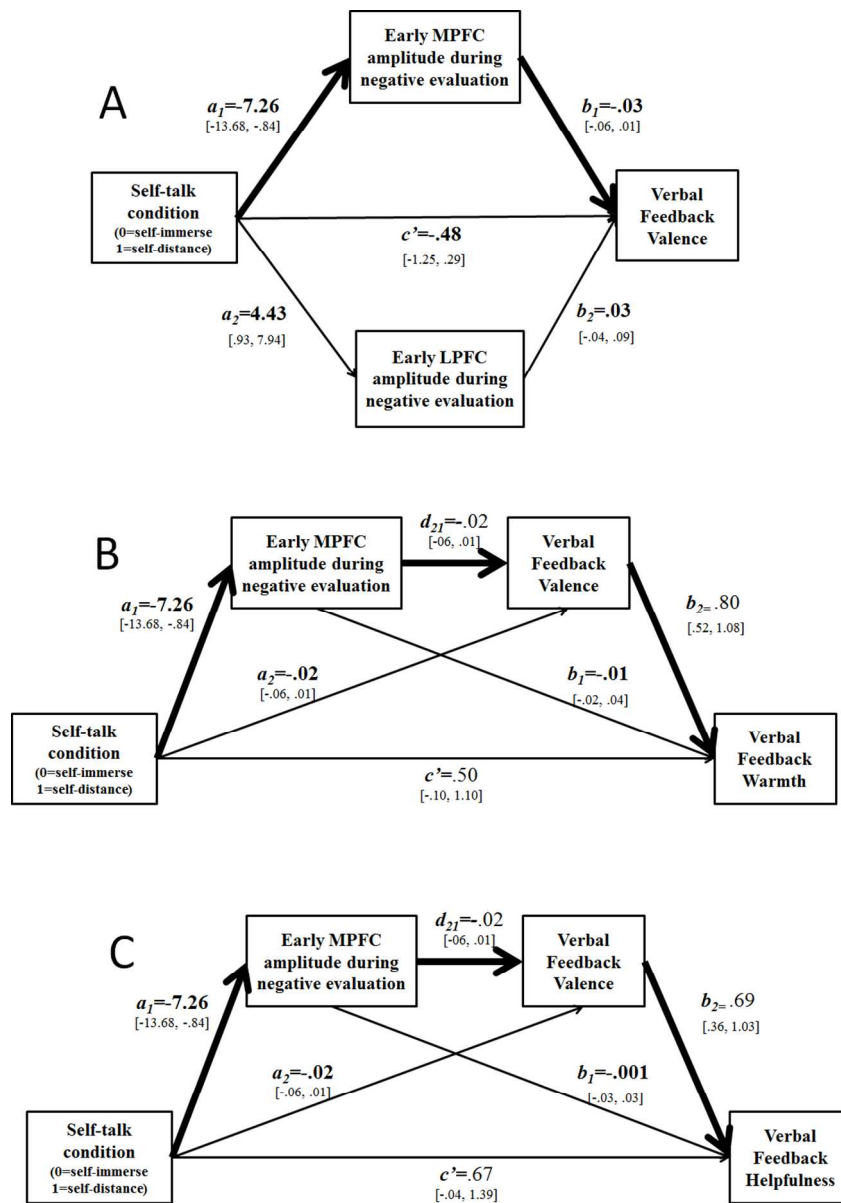 A
Early MPFC
amplitude during
negative evaluation
a1=-7.26
[-13.68, -.84]
b1=-.03
[-.06, .01]
Self-talk
condition
(0=self-immerse
1=self-distance)
Verbal
Feedback
Valence
c’=-.48
[-1.25, .29]
a2=4.43
[.93, 7.94]
b2=.03
[-.04, .09]
Early LPFC
amplitude during
negative evaluation
B
Early MPFC
amplitude during
negative evaluation
d21=-.02
[-06, .01]
Verbal
Feedback
Valence
a1=-7.26
[-13.68, -.84]
b2= .80
[.52, 1.08]
a2=-.02
[-.06, .01]
b1=-.01
[-.02, .04]
Self-talk
condition
(0=self-immerse
1=self-distance)
Verbal
Feedback
Warmth
c’=.50
[-.10, 1.10]
C
Early MPFC
amplitude during
negative evaluation
d21=-.02
[-06, .01]
Verbal
Feedback
Valence
a1=-7.26
[-13.68, -.84]
b2= .69
[.36, 1.03]
a2=-.02
[-.06, .01]
b1=-.001
[-.03, .03]
Self-talk
condition
(0=self-immerse
1=self-distance)
Verbal
Feedback
Helpfulness
c’=.67
[-.04, 1.39]